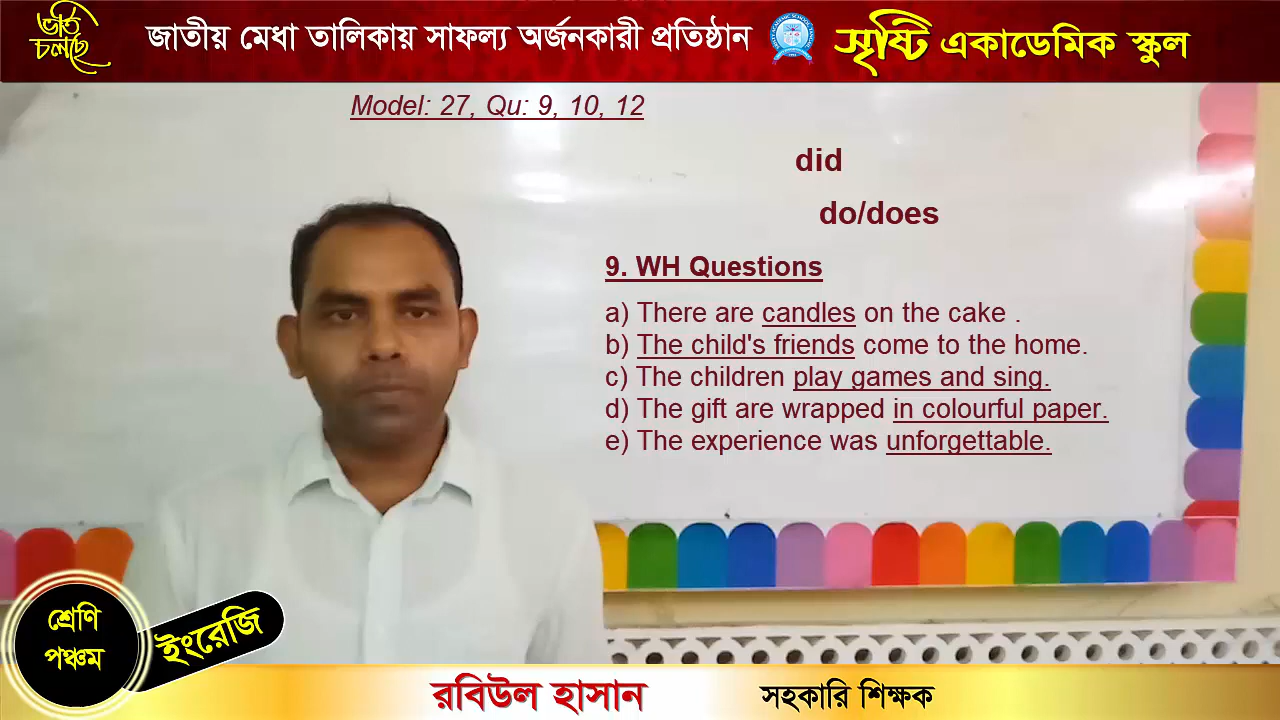 ভর্তি চলছে
জাতীয় মেধা তালিকায় সাফল্য অর্জনকারী প্রতিষ্ঠান
সৃষ্টি একাডেমিক স্কুল
Model: 27, Qu: 9, 10, 12
did
do/does
9. WH Questions
a) There are candles on the cake .
b) The child's friends come to the home.
c) The children play games and sing.
d) The gift are wrapped in colourful paper.
e) The experience was unforgettable.
শ্রেণি
পঞ্চম
ইংরেজি
রবিউল হাসান
সহকারি শিক্ষক